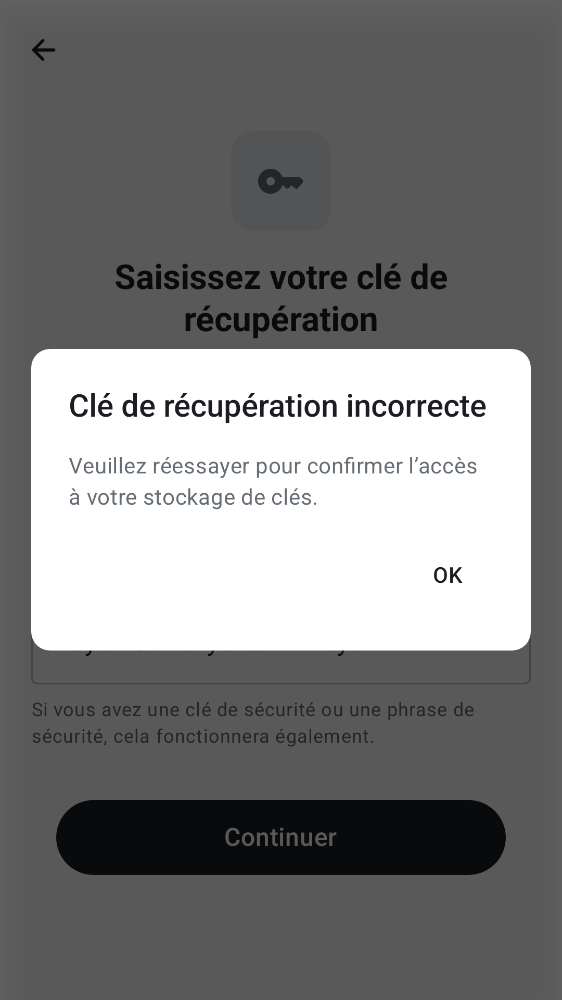 Saisissez votre clé de
récupération
Clé de récupération incorrecte
Veuillez réessayer pour confirmer l’accès
à votre stockage de clés.
OK
Si vous avez une clé de sécurité ou une phrase de
sécurité, cela fonctionnera également.
Continuer